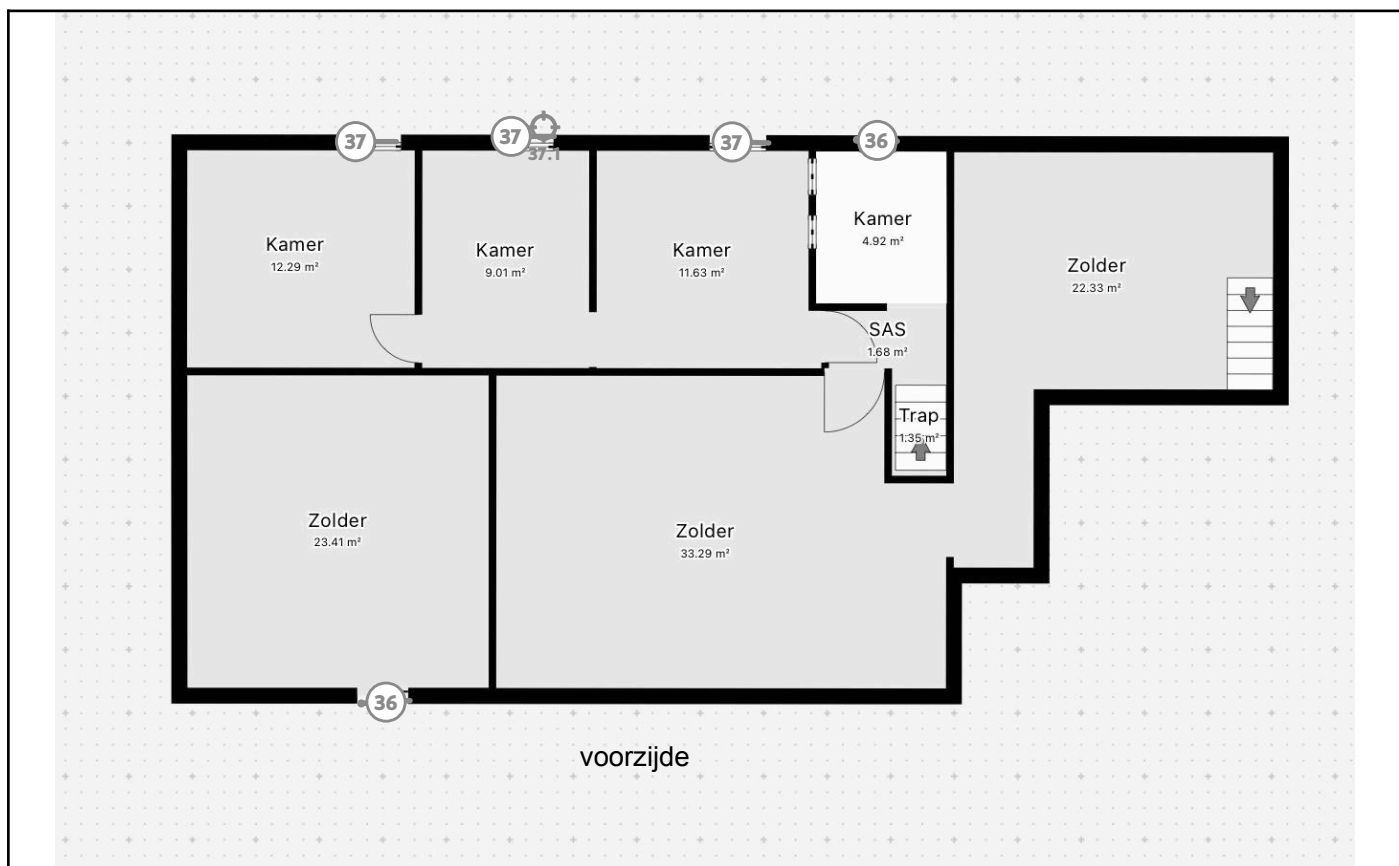 37
37
37.1
37
36
Kamer
12.29 m²
Kamer
9.01 m²
Kamer
11.63 m²
Kamer
4.92 m²
Zolder
22.33 m²
SAS
1.68 m²
Trap
1.35 m²
Zolder
23.41 m²
Zolder
33.29 m²
36
voorzijde